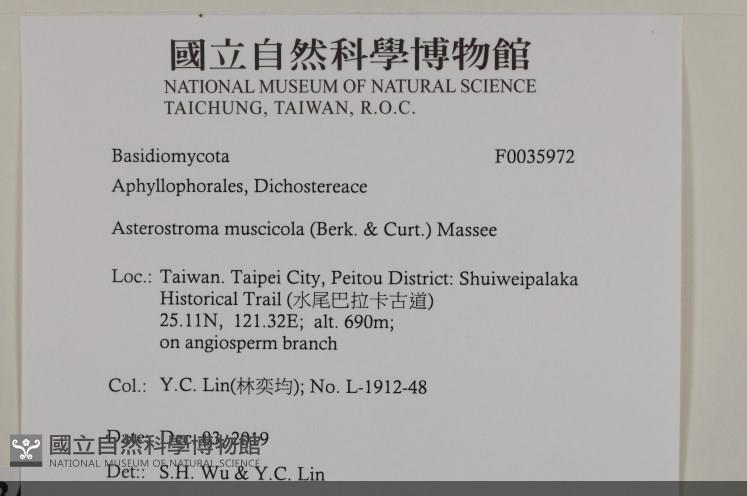 國立自然科學博物館
NATIONAL MUSEUM OF NATURAL SCIENCE
TAICHUNG, TAIWAN, R.O.C.
Basidiomycota F0035972
Aphyllophorales, Dichostereace
Asterostroma muscicola (Berk. & Curt.) Massee
Loc.: Taiwan. Taipei City, Peitou District: Shuiweipalaka
Historical Trail (水尾巴拉卡古道)
25.11N, 121.32E; alt. 690m;
on angiosperm branch
Col.: Y.C. Lin(林奕均); No. L-1912-48
Date: Dec. 03, 2019
國立自然科學博物館
NATIONAL MUSEUM OF NATURAL SCIENCE
Det:: S.H. Wu & Y.C. Lin